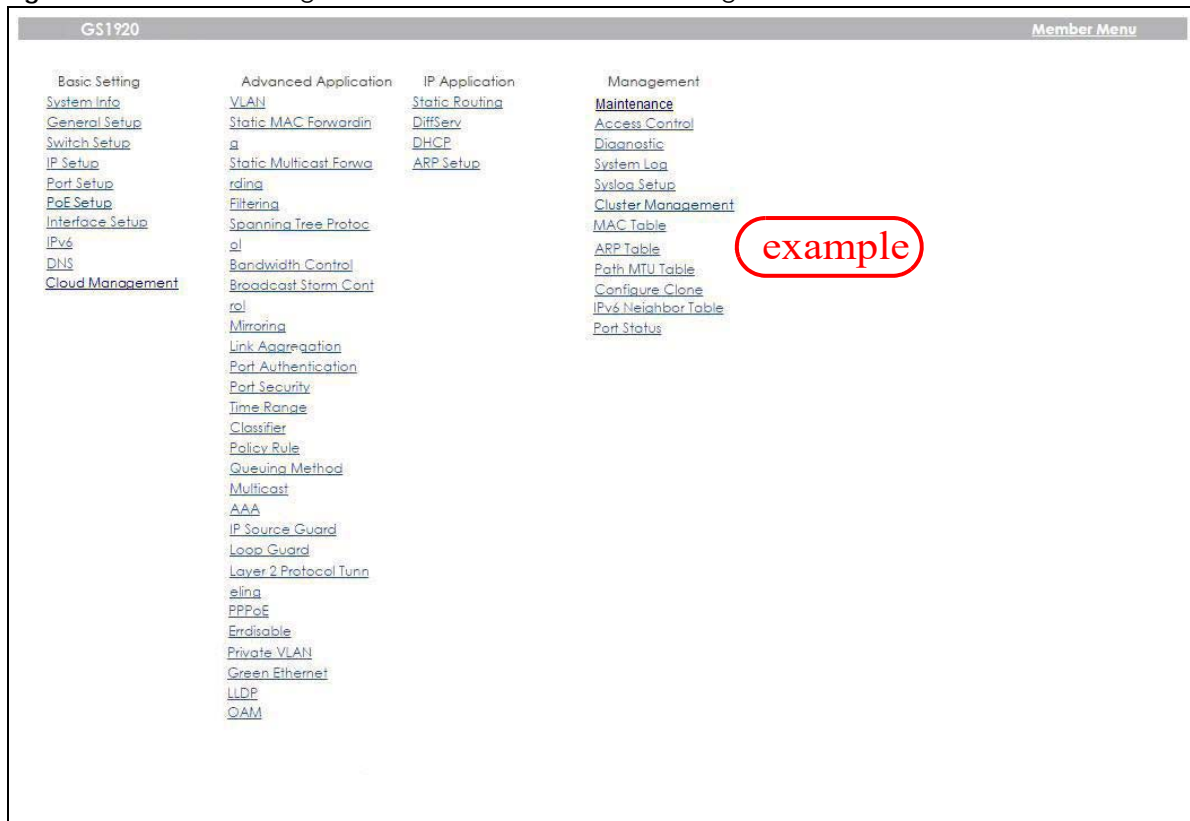 GS1920
Member Menu
Basic Setting
System Info
General Setup
Switch Setup
IP Setup
Port Setup
PoE Setup
Interface Setup
IPv6
DNS
Cloud Management
Advanced Application
VLAN
Static MAC Forwardin
g
Static Multicast Forwa
rding
Filtering
Spanning Tree Protoc
ol
Bandwidth Control
Broadcast Storm Cont
rol
Mirroring
Link Aggregation
Port Authentication
Port Security
Time Range
Classifier
Policy Rule
Queuing Method
Multicast
AAA
IP Source Guard
Loop Guard
Layer 2 Protocol Tunn
eling
PPPoE
Errdisable
Private VLAN
Green Ethernet
LLDP
OAM
IP Application
Static Routing
DiffServ
DHCP
ARP Setup
Management
Maintenance
Access Control
Diagnostic
System Log
Syslog Setup
Cluster Management
MAC Table
ARP Table
Path MTU Table
Configure Clone
IPv6 Neighbor Table
Port Status
example